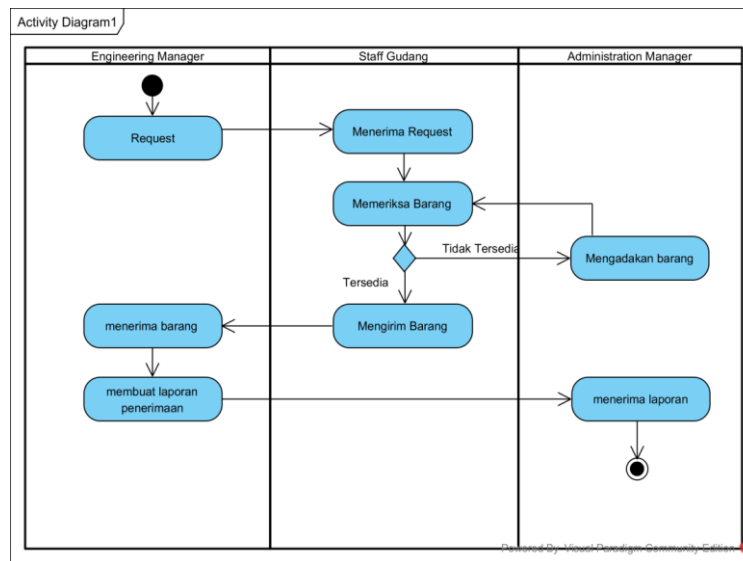 Activity Diagram1
Engineering Manager
Staff Gudang
Administration Manager
Request
Menerima Request
Memeriksa Barang
Tidak Tersedia
Mengadakan barang
Tersedia
menerima barang
Mengirim Barang
membuat laporan
penerimaan
menerima laporan
Powered By Visual Paradigm Community Edition